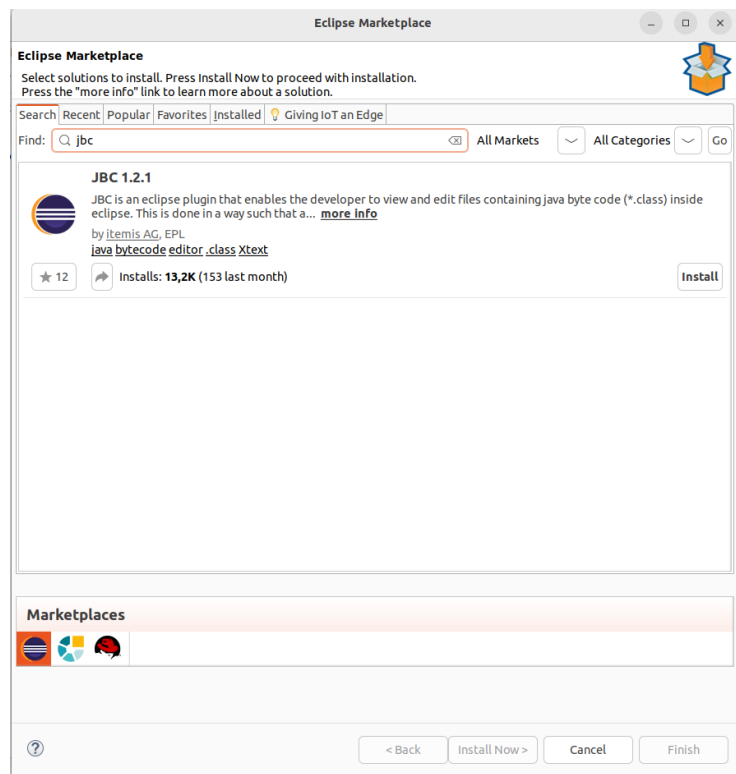 Eclipse Marketplace
Eclipse Marketplace
Select solutions to install. Press Install Now to proceed with installation.
Press the "more info" link to learn more about a solution.
Search Recent Popular Favorites Installed Giving IoT an Edge
Find: jbc All Markets All Categories Go
JBC 1.2.1
JBC is an eclipse plugin that enables the developer to view and edit files containing java byte code (*.class) inside
eclipse. This is done in a way such that a... more info
by itemis AG, EPL
java bytecode editor .class Xtext
12 Installs: 13,2K (153 last month) Install
Marketplaces
? < Back Install Now > Cancel Finish